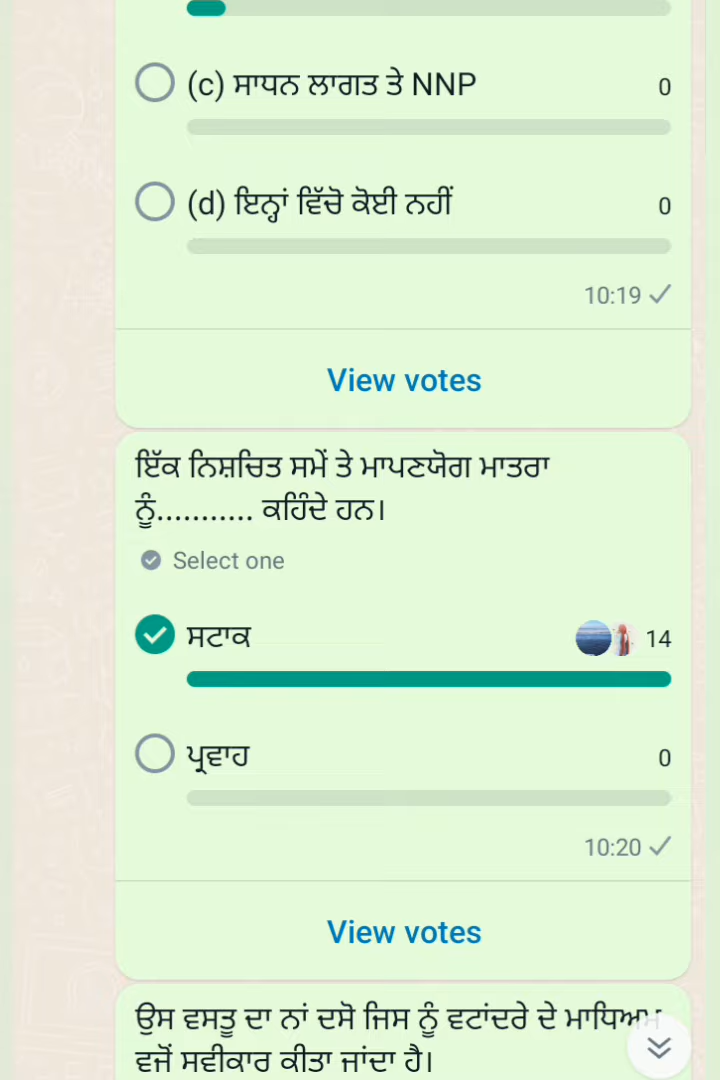 (c) ਸਾਧਨ ਲਾਗਤ ਤੇ NNP 0
(d) ਇਨ੍ਹਾਂ ਵਿੱਚੋ ਕੋਈ ਨਹੀਂ 0
10:19
View votes
ਇੱਕ ਨਿਸ਼ਚਿਤ ਸਮੇਂ ਤੇ ਮਾਪਣਯੋਗ ਮਾਤਰਾ
ਨੂੰ........... ਕਹਿੰਦੇ ਹਨ।
Select one
ਸਟਾਕ 14
ਪ੍ਰਵਾਹ 0
10:20
View votes
ਉਸ ਵਸਤੂ ਦਾ ਨਾਂ ਦਸੋ ਜਿਸ ਨੂੰ ਵਟਾਂਦਰੇ ਦੇ ਮਾਧਿਅਮ
ਵਜੋਂ ਸਵੀਕਾਰ ਕੀਤਾ ਜਾਂਦਾ ਹੈ।